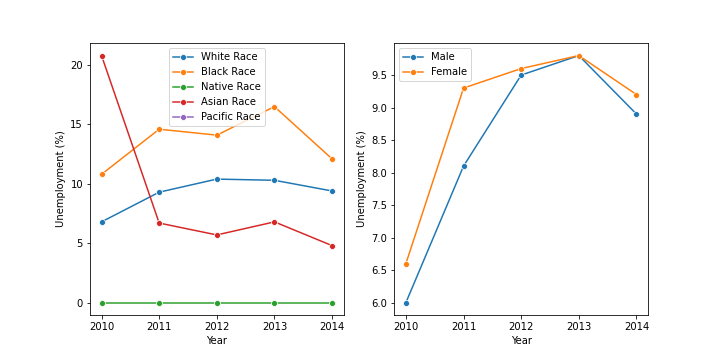 White Race
Black Race
Native Race
Asian Race
Pacific Race
Unemployment (%)
20
15
10
5
0
2010 2011 2012 2013 2014
Year
Male
Female
Unemployment (%)
9.5
9.0
8.5
8.0
7.5
7.0
6.5
6.0
2010 2011 2012 2013 2014
Year